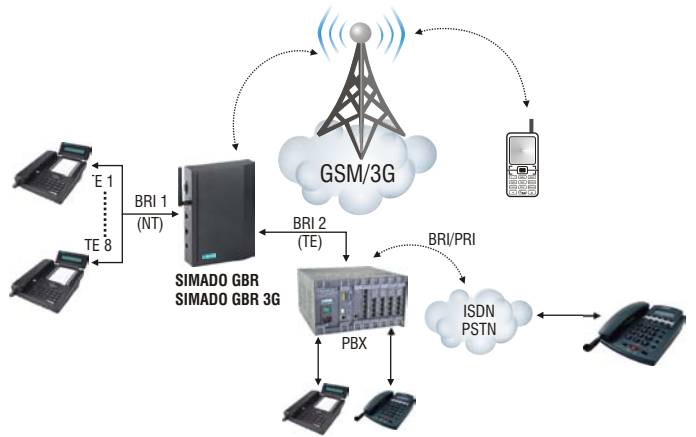 GSM/3G
TE 1
TE 8
BRI 1
(NT)
BRI 2
(TE)
BRI/PRI
SIMADO GBR
SIMADO GBR 3G
ISDN
PSTN
PBX